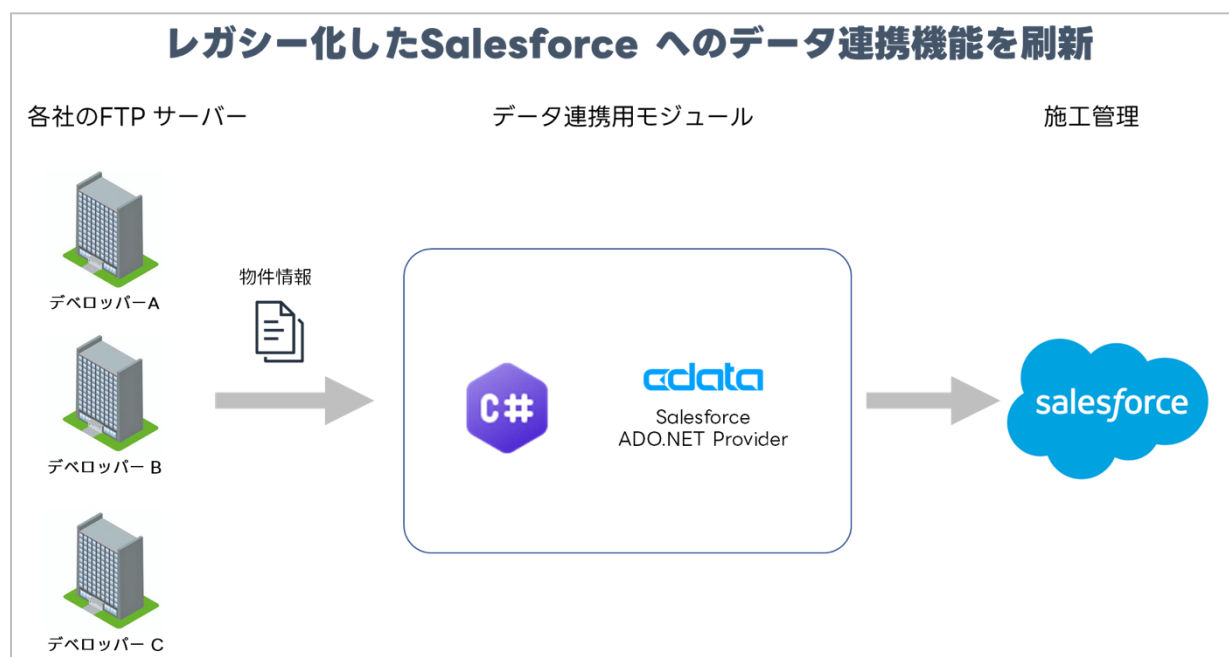 レガシー化したSalesforce へのデータ連携機能を刷新
各社のFTP サーバー
データ連携用モジュール
施工管理
デベロッパーA
物件情報
デベロッパー B
デベロッパー C
C#
cdata
Salesforce
ADO.NET Provider
salesforce